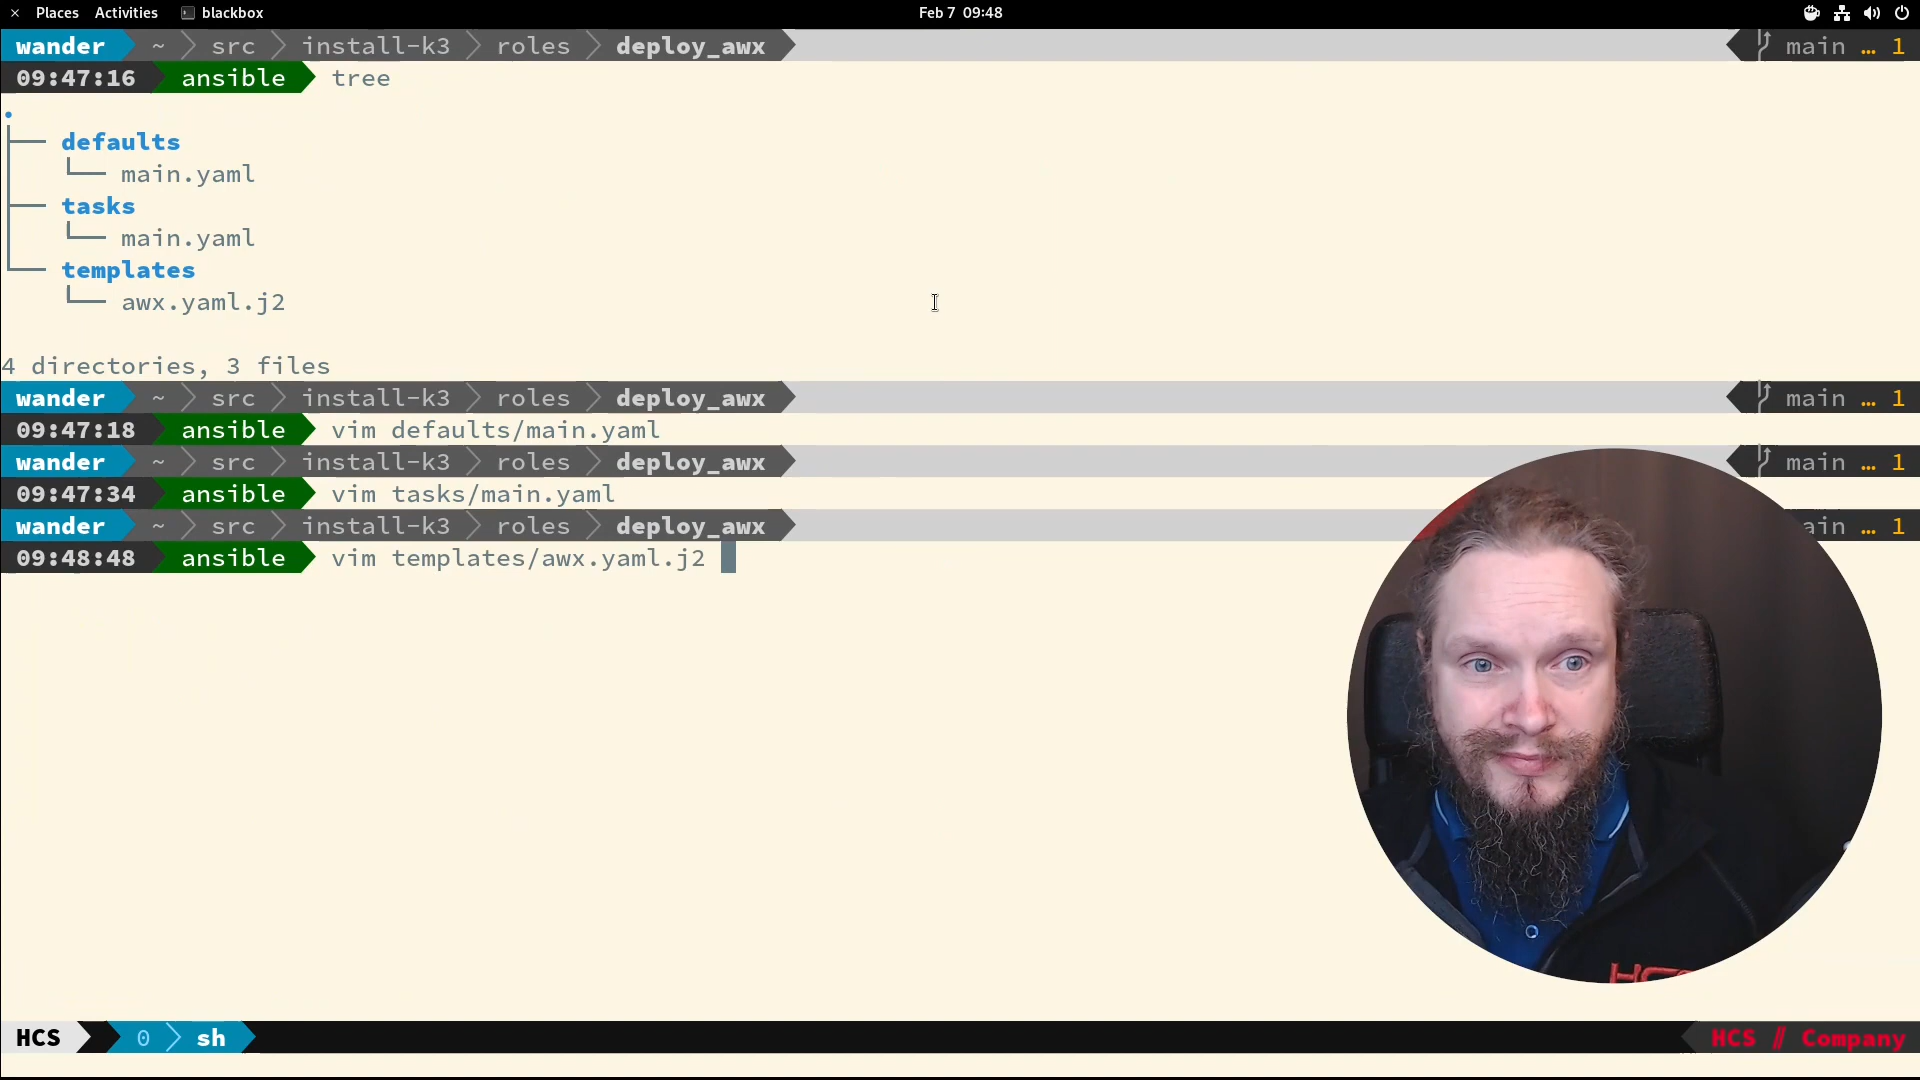 × Places Activities blackbox Feb 7 09:48
wander ~ src install-k3 roles deploy_awx main … 1
09:47:16 ansible tree
.
├── defaults
│   └── main.yaml
├── tasks
│   └── main.yaml
└── templates
    └── awx.yaml.j2
4 directories, 3 files
wander ~ src install-k3 roles deploy_awx main … 1
09:47:18 ansible vim defaults/main.yaml
wander ~ src install-k3 roles deploy_awx main … 1
09:47:34 ansible vim tasks/main.yaml
wander ~ src install-k3 roles deploy_awx ain … 1
09:48:48 ansible vim templates/awx.yaml.j2
HCS
HCS 0 sh HCS // Company